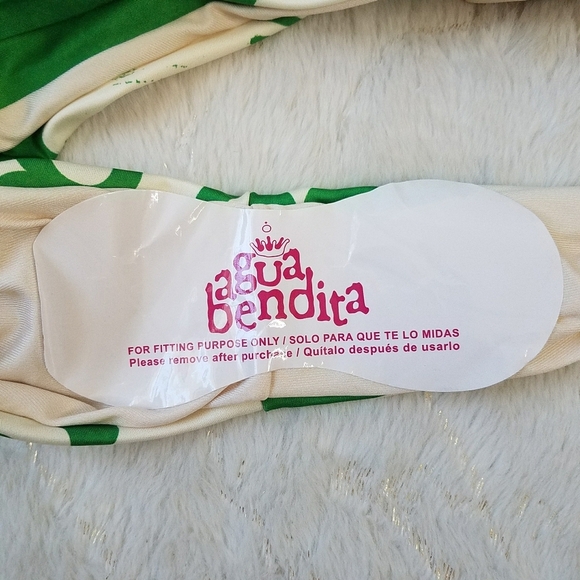 agua
bendita
FOR FITTING PURPOSE ONLY / SOLO PARA QUE TE LO MIDAS
Please remove after purchase / Quítalo después de usarlo